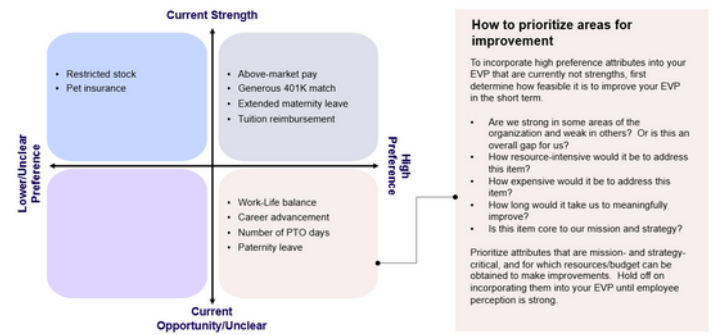 Current Strength
• Restricted stock
• Pet insurance
• Above-market pay
• Generous 401K match
• Extended maternity leave
• Tuition reimbursement
Lower/Unclear
Preference
High
Preference
• Work-Life balance
• Career advancement
• Number of PTO days
• Paternity leave
Current
Opportunity/Unclear
How to prioritize areas for
improvement
To incorporate high preference attributes into your
EVP that are currently not strengths, first
determine how feasible it is to improve your EVP
in the short term.
• Are we strong in some areas of the
organization and weak in others? Or is this an
overall gap for us?
• How resource-intensive would it be to address
this item?
• How expensive would it be to address this
item?
• How long would it take us to meaningfully
improve?
• Is this item core to our mission and strategy?
Prioritize attributes that are mission- and strategy-
critical, and for which resources/budget can be
obtained to make improvements. Hold off on
incorporating them into your EVP until employee
perception is strong.